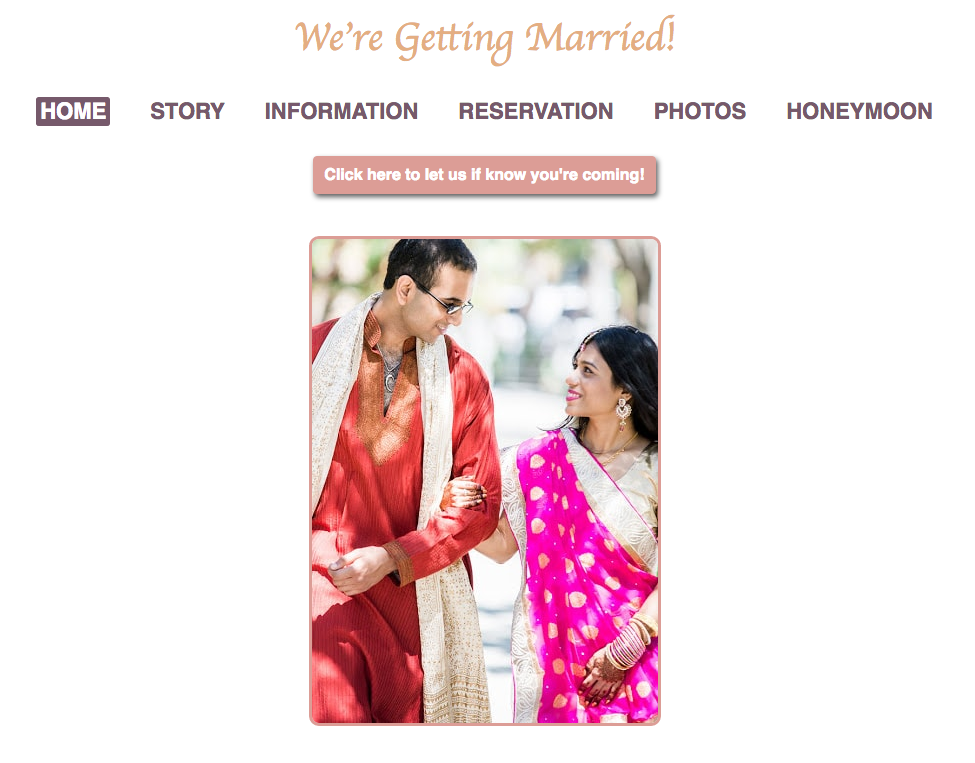 We're Getting Married!
HOME STORY INFORMATION RESERVATION PHOTOS HONEYMOON
Click here to let us if know you're coming!